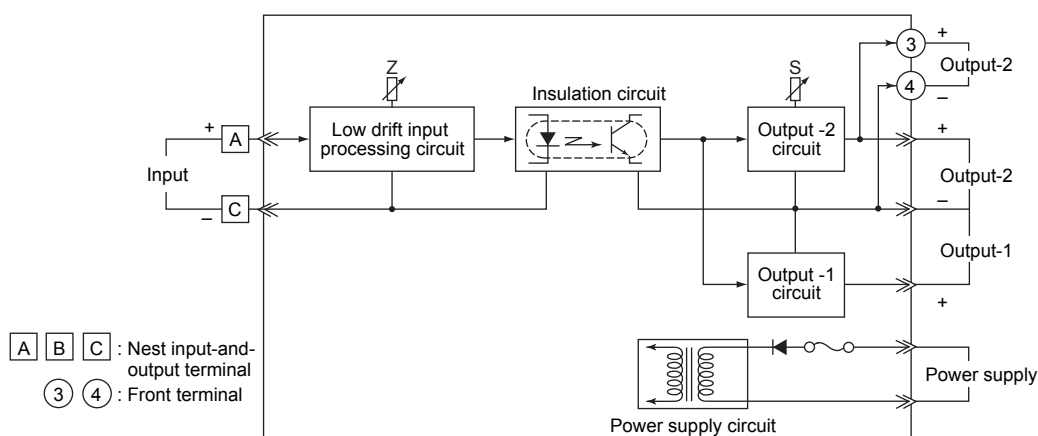 Z
S
Insulation circuit
Low drift input
processing circuit
Output -2
circuit
Output -1
circuit
+
A
Input
–
C
3
+
Output-2
4
–
+
Output-2
–
Output-1
+
Power supply
Power supply circuit
A B C : Nest input-and-
output terminal
3 4 : Front terminal